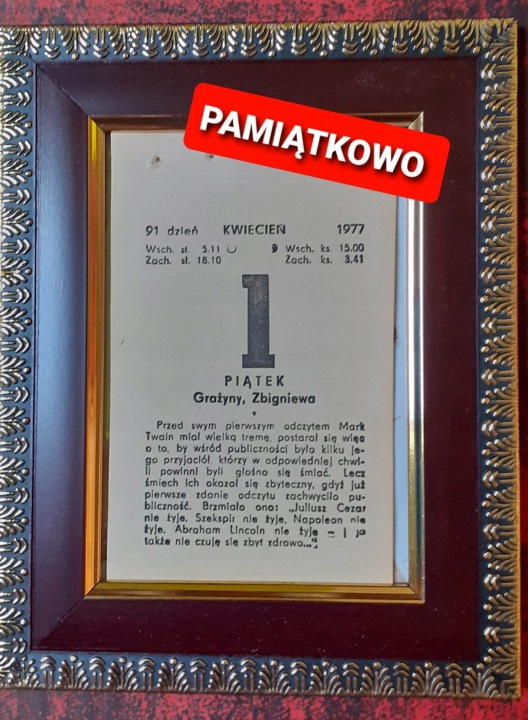 PAMIĄTKOWO
91 dzień KWIECIEŃ 1977
Wsch. sł. 5.11 Wsch. ks. 15.00
Zach. sł. 18.10 Zach. ks. 3.41
1
PIĄTEK
Grażyny, Zbigniewa
Przed swym pierwszym odczytem Mark
Twain miał wielką tremę, postarał się więc
o to, by wśród publiczności było kilku je-
go przyjaciół, którzy w odpowiedniej chwi-
li powinni byli głośno się śmiać. Lecz
śmiech ich okazał się zbyteczny, gdyż już
pierwsze zdanie odczytu zachwyciło pu-
bliczność. Brzmiało ono: „Juliusz Cezar
nie żyje, Szekspir nie żyje, Napoleon nie
żyje, Abraham Lincoln nie żyje — i ja
także nie czuję się zbyt zdrowo..."